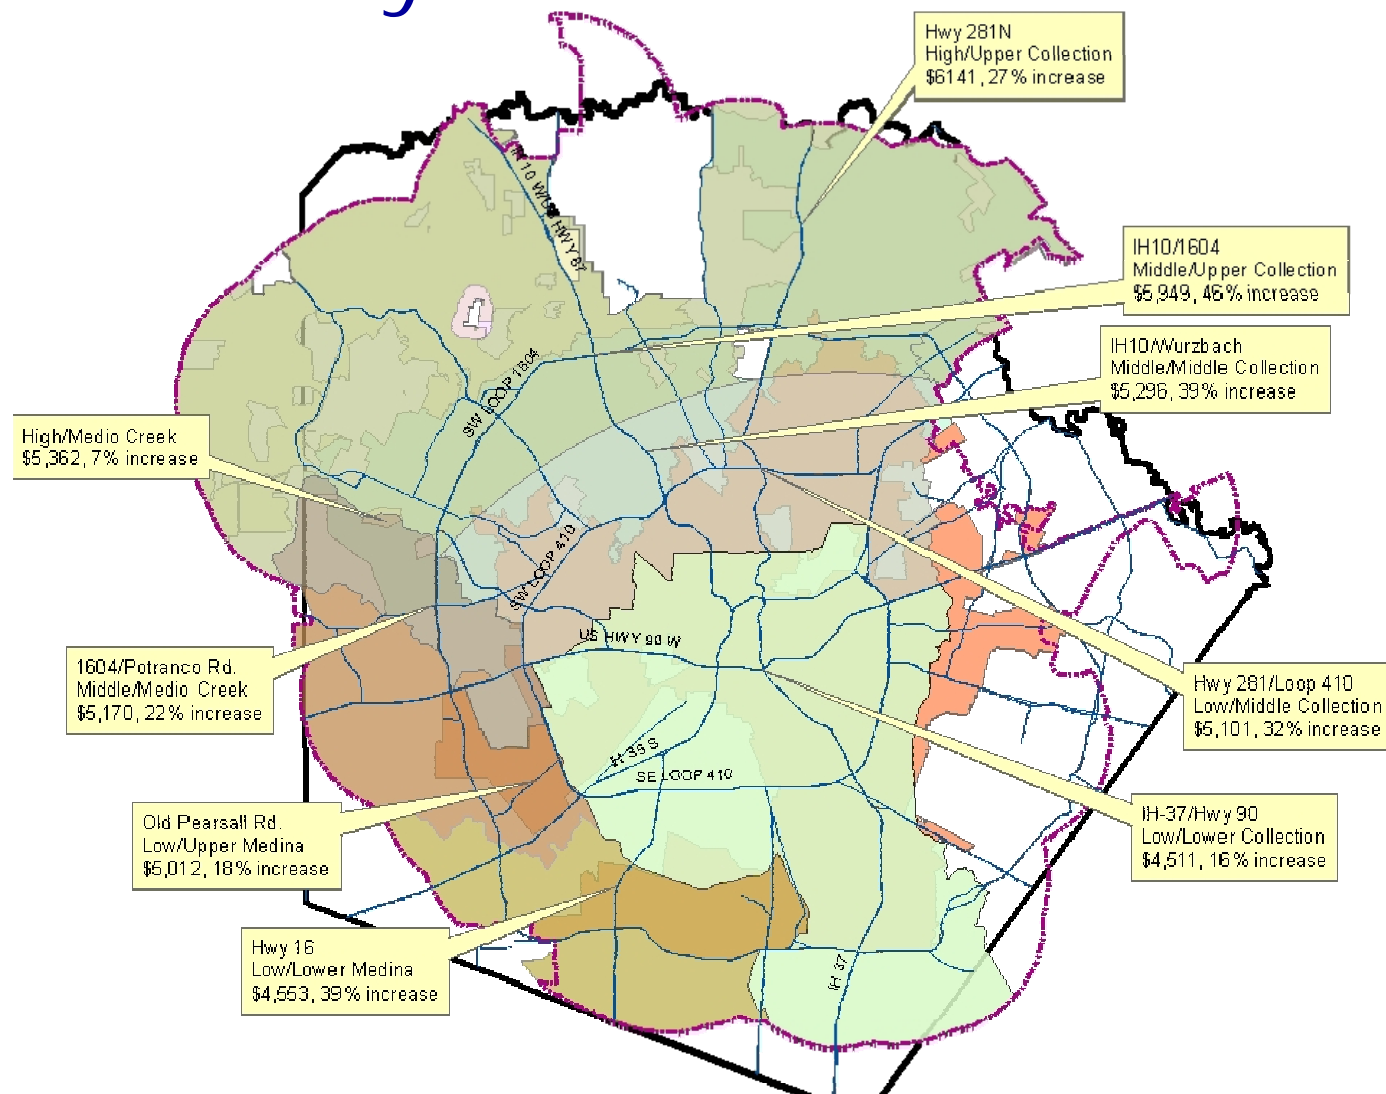 Hwy 281N
High/Upper Collection
$6141, 27% increase
IH10/1604
Middle/Upper Collection
$5,949, 46% increase
IH10/Wurzbach
Middle/Middle Collection
$5,296, 39% increase
High/Medio Creek
$5,362, 7% increase
1604/Potranco Rd.
Middle/Medio Creek
$5,170, 22% increase
Old Pearsall Rd.
Low/Upper Medina
$5,012, 18% increase
Hwy 16
Low/Lower Medina
$4,553, 39% increase
Hwy 281/Loop 410
Low/Middle Collection
$5,101, 32% increase
IH-37/Hwy 90
Low/Lower Collection
$4,511, 16% increase
IH 10 W/US HWY 87
SW LOOP 1604
SW LOOP 410
US HWY 90 W
IH 35 S
SE LOOP 410
IH 37